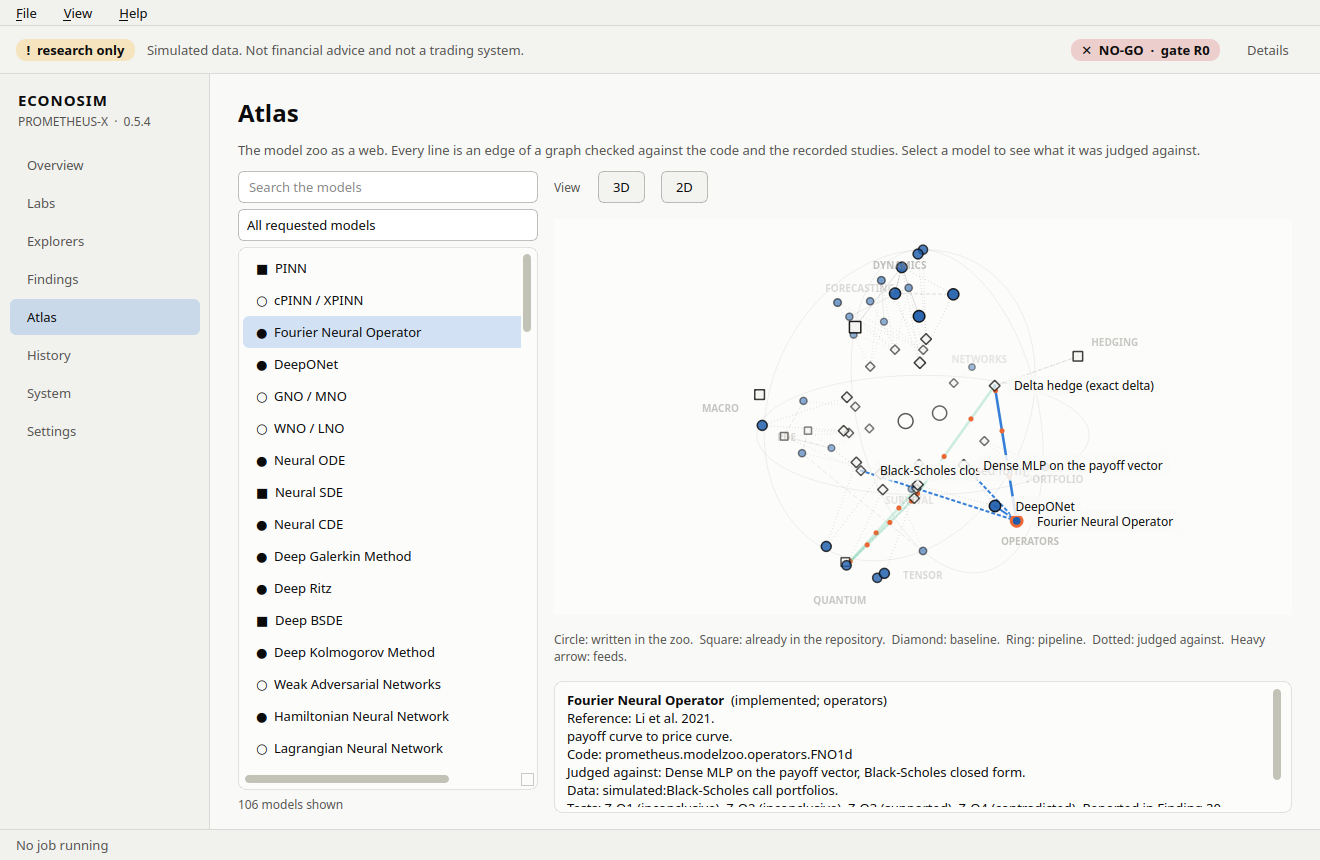 File View Help
! research only Simulated data. Not financial advice and not a trading system. × NO-GO · gate R0 Details
ECONOSIM
PROMETHEUS-X · 0.5.4
Overview
Labs
Explorers
Findings
Atlas
History
System
Settings
Atlas
The model zoo as a web. Every line is an edge of a graph checked against the code and the recorded studies. Select a model to see what it was judged against.
Search the models
All requested models
PINN
cPINN / XPINN
Fourier Neural Operator
DeepONet
GNO / MNO
WNO / LNO
Neural ODE
Neural SDE
Neural CDE
Deep Galerkin Method
Deep Ritz
Deep BSDE
Deep Kolmogorov Method
Weak Adversarial Networks
Hamiltonian Neural Network
Lagrangian Neural Network
106 models shown
View 3D 2D
DYNAMICS
FORECASTING
HEDGING
NETWORKS
Delta hedge (exact delta)
MACRO
Black-Scholes clos
Dense MLP on the payoff vector
PORTFOLIO
SURVIVAL
DeepONet
Fourier Neural Operator
OPERATORS
TENSOR
QUANTUM
Circle: written in the zoo. Square: already in the repository. Diamond: baseline. Ring: pipeline. Dotted: judged against. Heavy
arrow: feeds.
Fourier Neural Operator (implemented; operators)
Reference: Li et al. 2021.
payoff curve to price curve.
Code: prometheus.modelzoo.operators.FNO1d
Judged against: Dense MLP on the payoff vector, Black-Scholes closed form.
Data: simulated:Black-Scholes call portfolios.
No job running